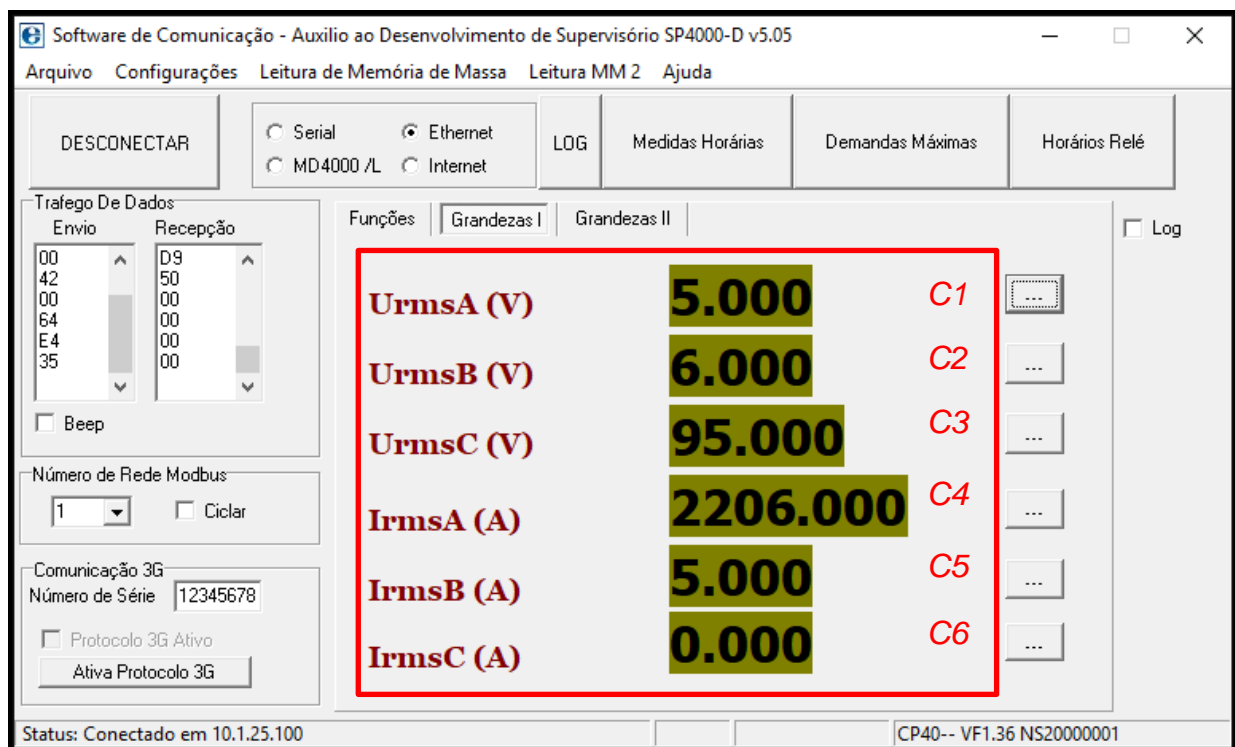 Software de Comunicação - Auxilio ao Desenvolvimento de Supervisório SP4000-D v5.05
Arquivo Configurações Leitura de Memória de Massa Leitura MM 2 Ajuda
DESCONECTAR
Serial Ethernet
MD4000 /L Internet
LOG
Medidas Horárias
Demandas Máximas
Horários Relé
Trafego De Dados
Envio Recepção
00 D9
42 50
00 00
64 00
E4 00
35 00
Beep
Número de Rede Modbus
1 Ciclar
Comunicação 3G
Número de Série 12345678
Protocolo 3G Ativo
Ativa Protocolo 3G
Funções Grandezas I Grandezas II
Log
UrmsA (V) 5.000 C1 ...
UrmsB (V) 6.000 C2 ...
UrmsC (V) 95.000 C3 ...
IrmsA (A) 2206.000 C4 ...
IrmsB (A) 5.000 C5 ...
IrmsC (A) 0.000 C6 ...
Status: Conectado em 10.1.25.100
CP40-- VF1.36 NS20000001